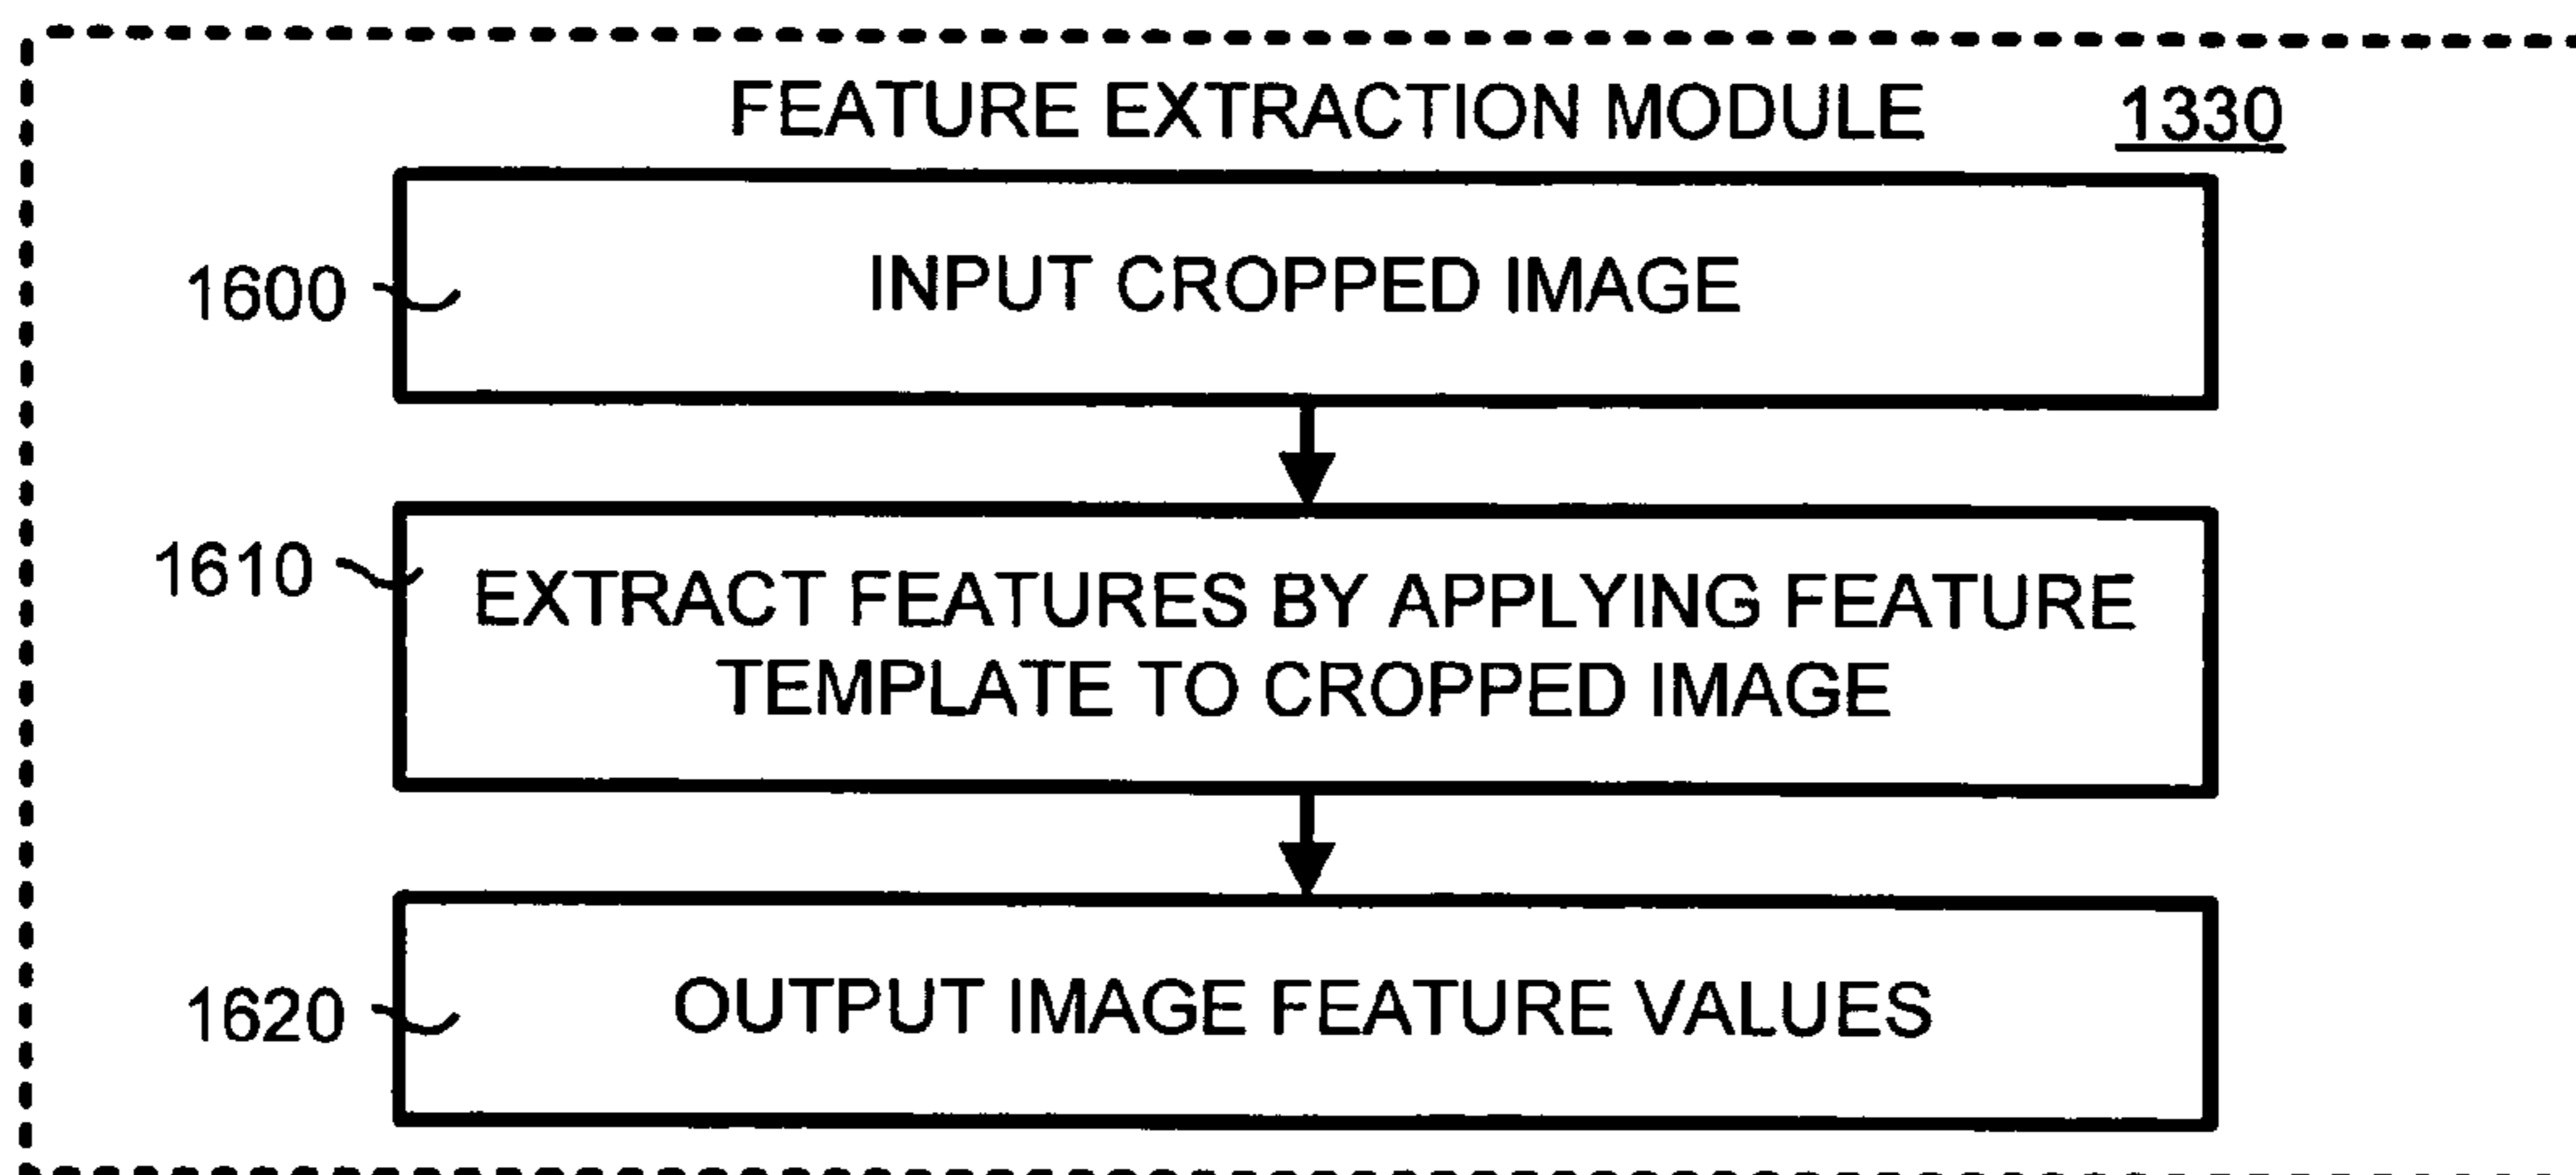 FEATURE EXTRACTION MODULE 1330
1600 INPUT CROPPED IMAGE
1610 EXTRACT FEATURES BY APPLYING FEATURE
TEMPLATE TO CROPPED IMAGE
1620 OUTPUT IMAGE FEATURE VALUES